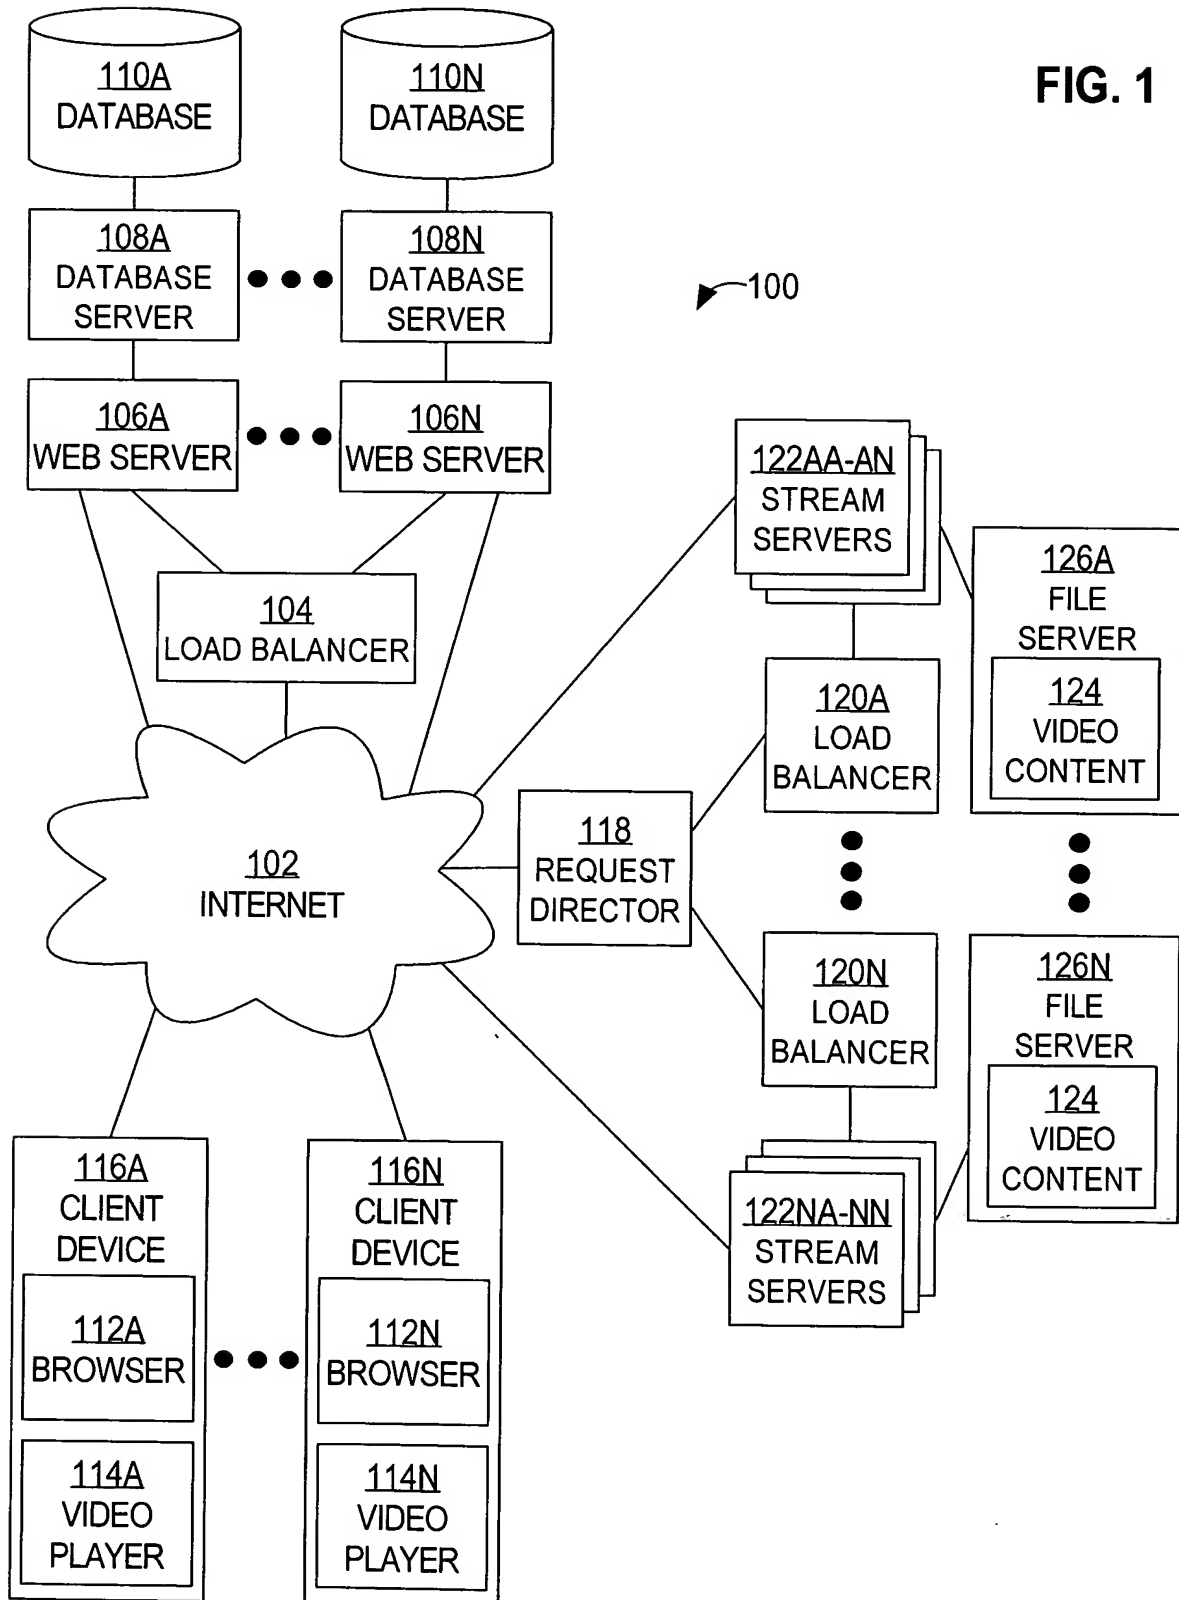 FIG. 1
110A
DATABASE
110N
DATABASE
108A
DATABASE
SERVER
108N
DATABASE
SERVER
100
106A
WEB SERVER
106N
WEB SERVER
104
LOAD BALANCER
102
INTERNET
118
REQUEST
DIRECTOR
122AA-AN
STREAM
SERVERS
126A
FILE
SERVER
124
VIDEO
CONTENT
120A
LOAD
BALANCER
120N
LOAD
BALANCER
126N
FILE
SERVER
124
VIDEO
CONTENT
122NA-NN
STREAM
SERVERS
116A
CLIENT
DEVICE
112A
BROWSER
114A
VIDEO
PLAYER
116N
CLIENT
DEVICE
112N
BROWSER
114N
VIDEO
PLAYER